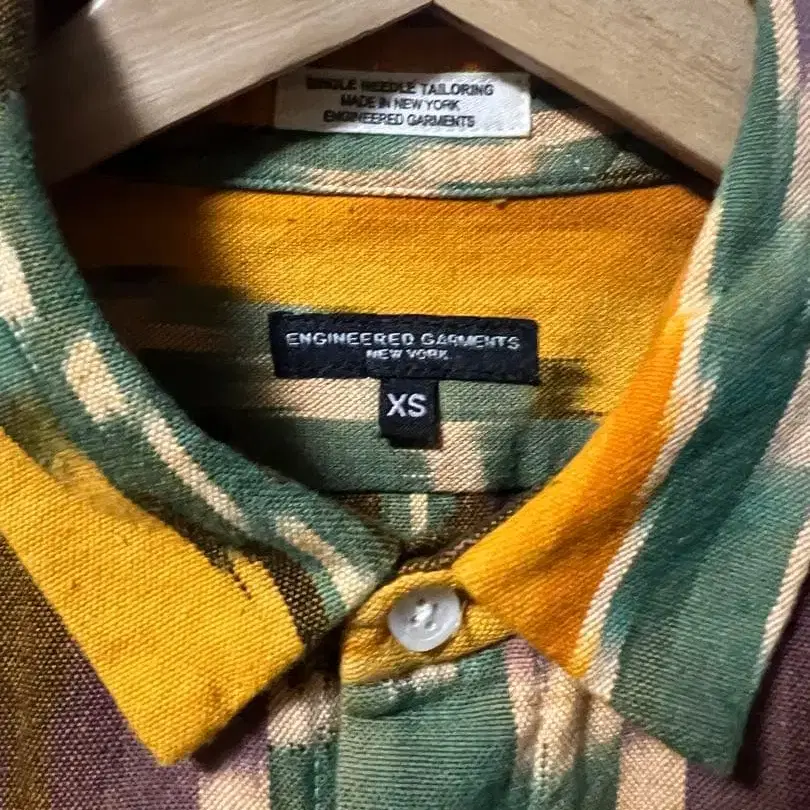 SINGLE NEEDLE TAILORING
MADE IN NEW YORK
ENGINEERED GARMENTS
ENGINEERED GARMENTS
NEW YORK
XS